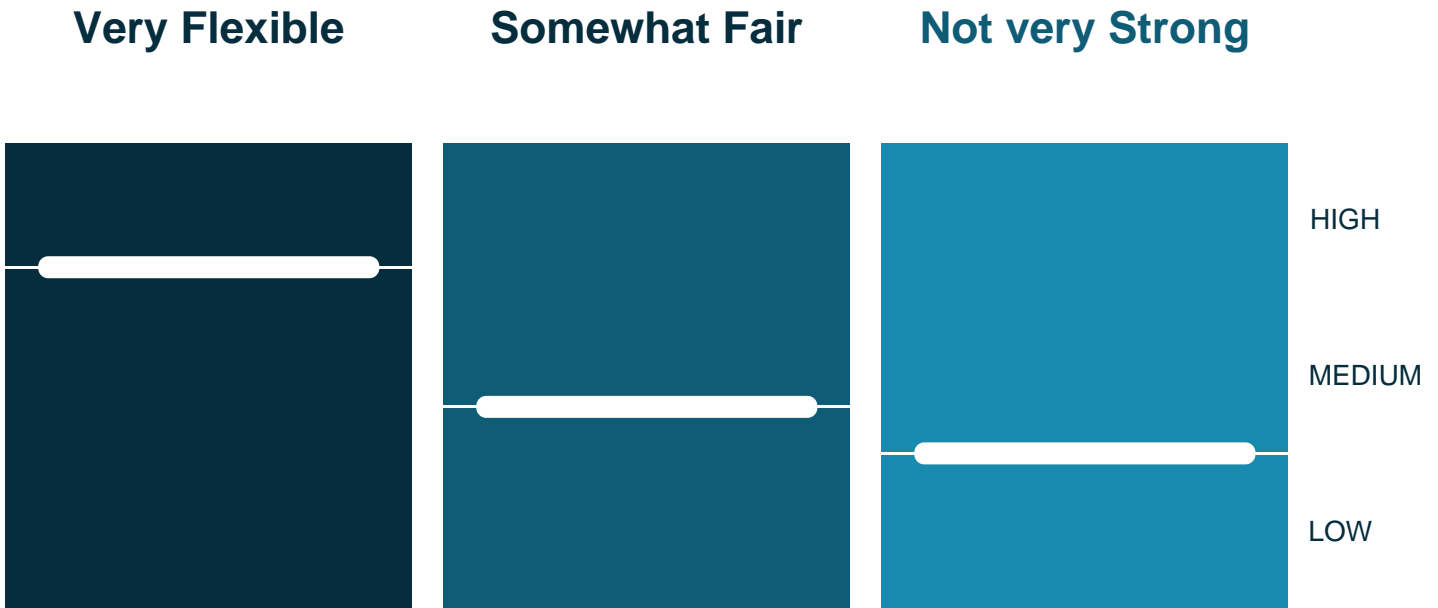 Very Flexible
Somewhat Fair
Not very Strong
HIGH
MEDIUM
LOW